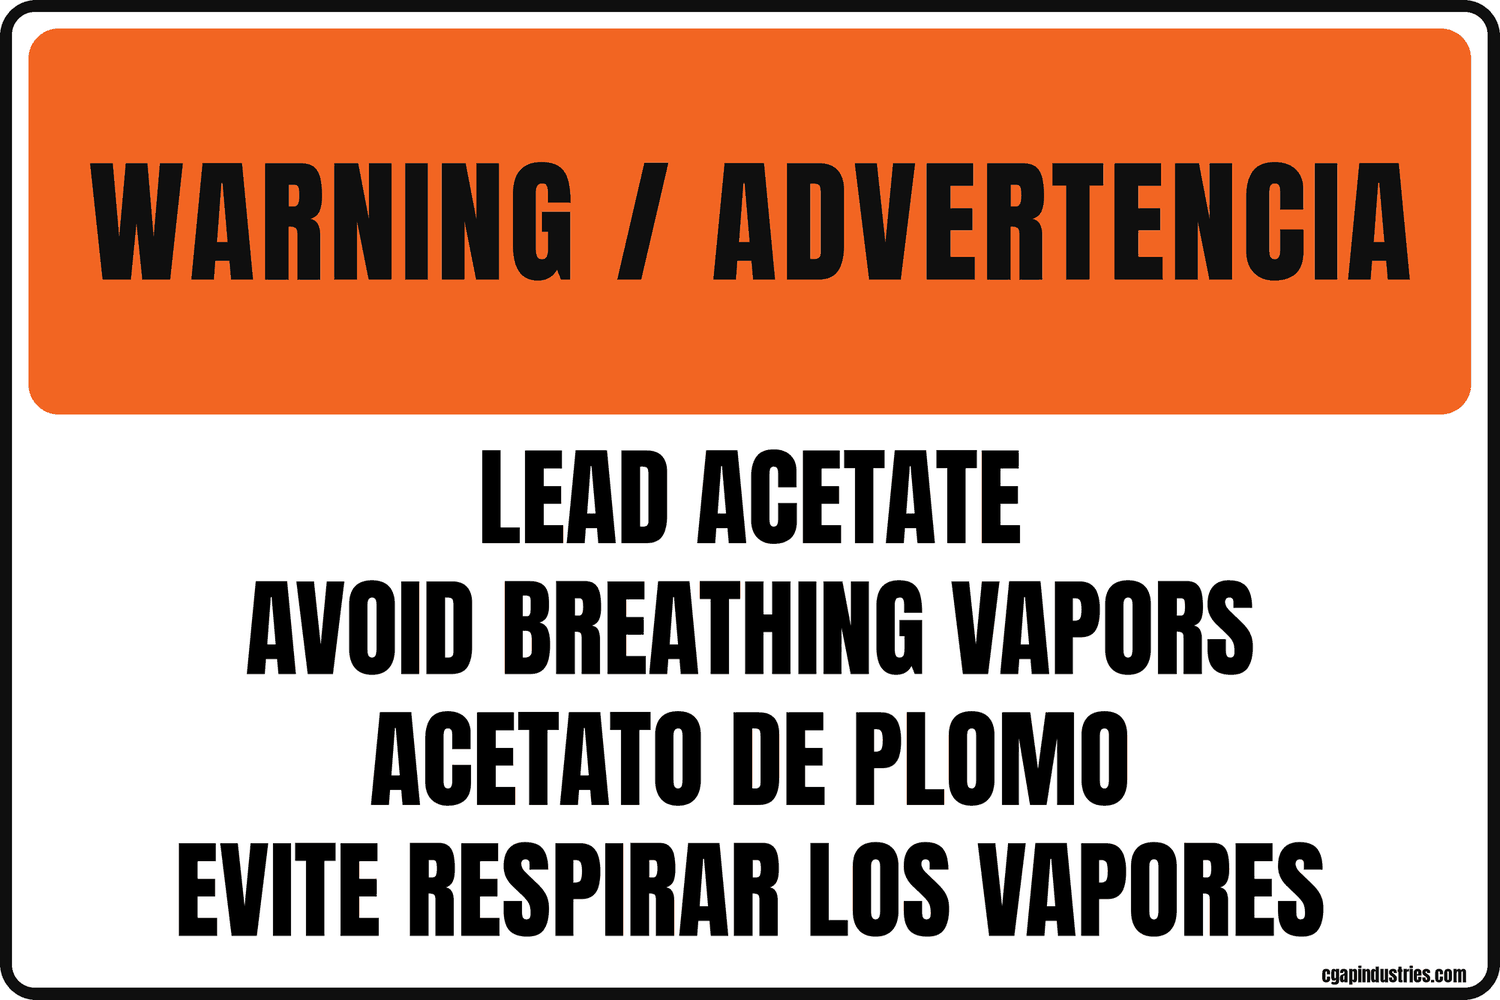 WARNING / ADVERTENCIA
LEAD ACETATE
AVOID BREATHING VAPORS
ACETATO DE PLOMO
EVITE RESPIRAR LOS VAPORES
cgapindustries.com